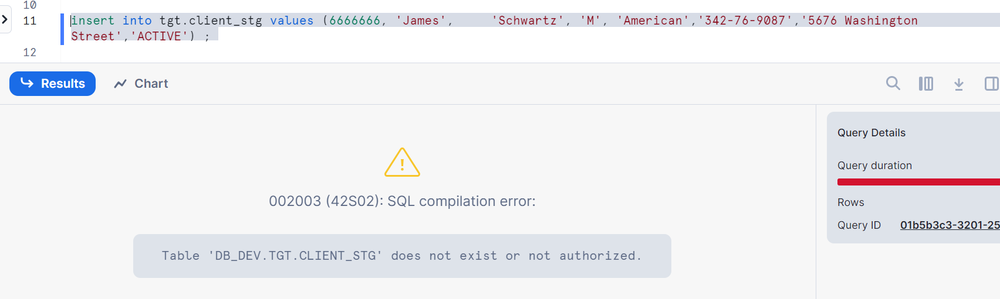 10
11 insert into tgt.client_stg values (6666666, 'James', 'Schwartz', 'M', 'American','342-76-9087','5676 Washington
Street','ACTIVE') ;
12
Results Chart
Query Details
Query duration
002003 (42S02): SQL compilation error:
Rows
Query ID 01b5b3c3-3201-25
Table 'DB_DEV.TGT.CLIENT_STG' does not exist or not authorized.